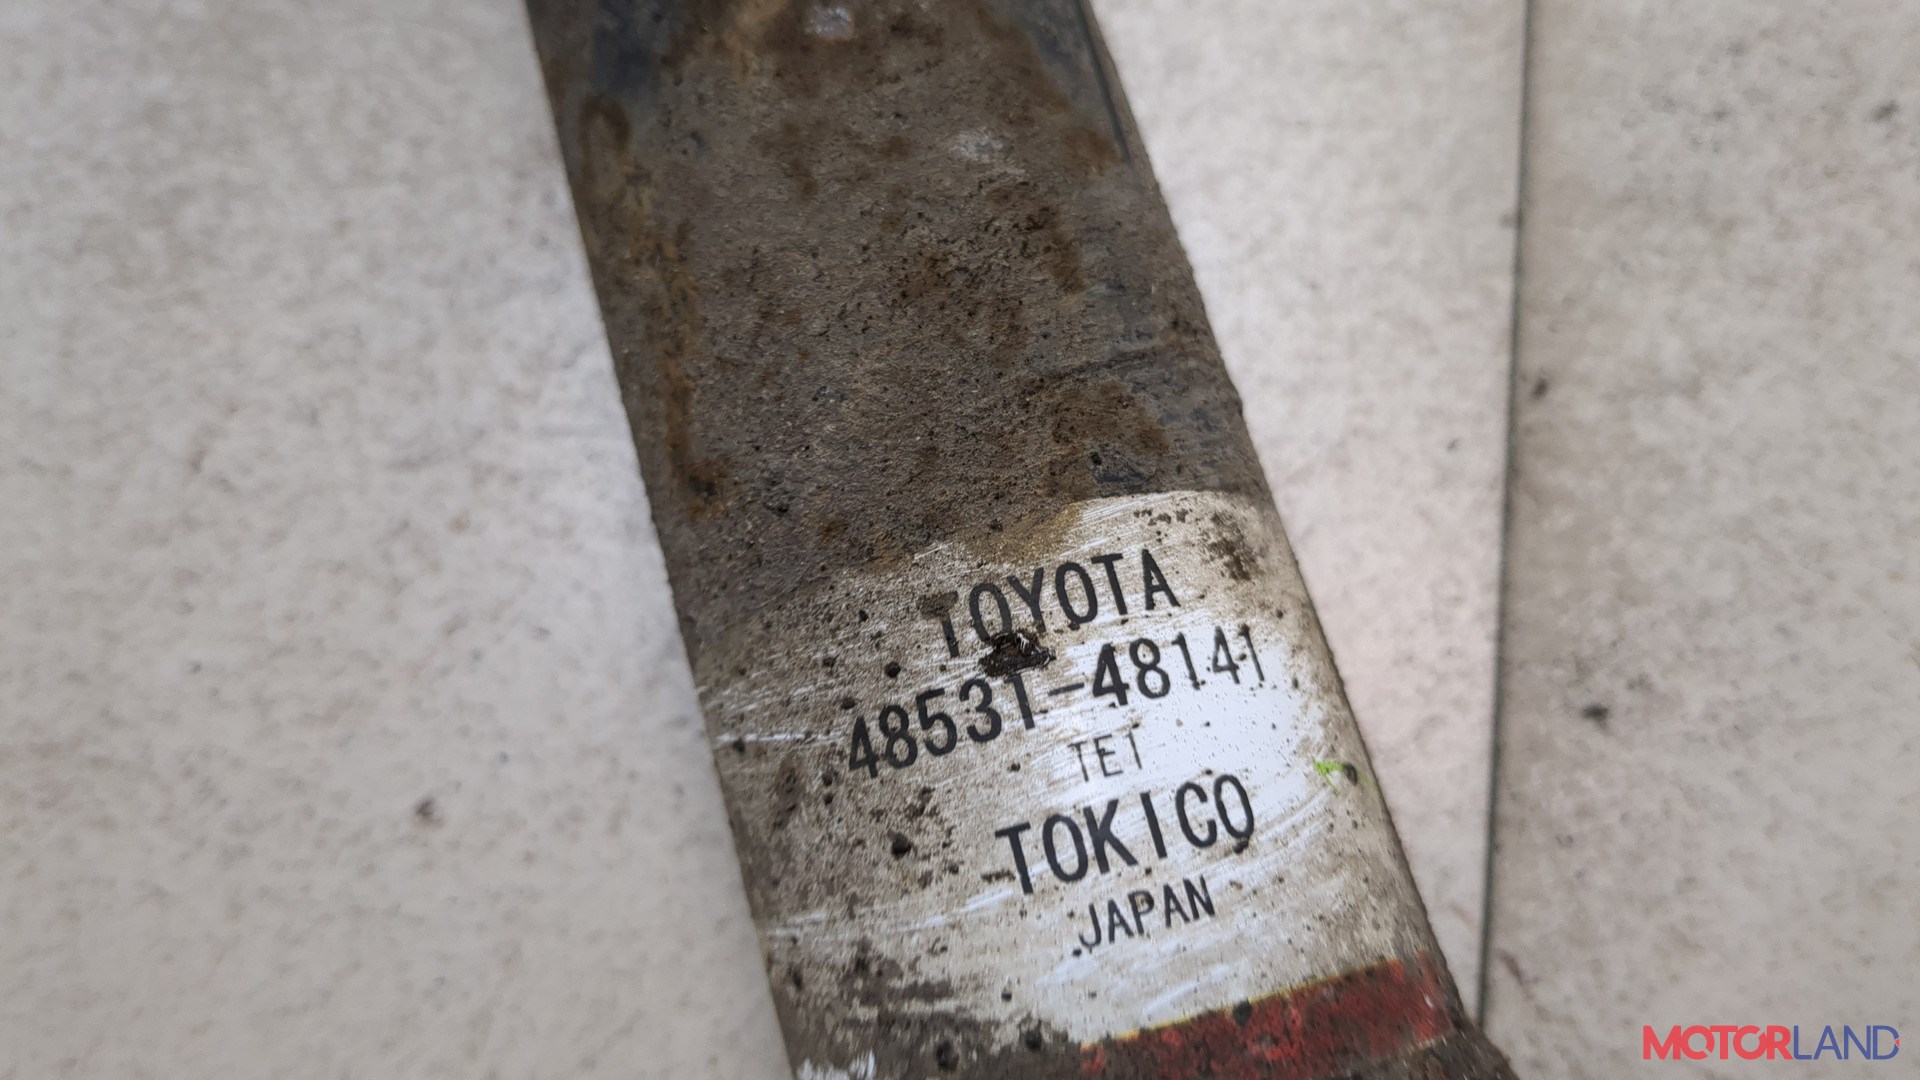 TOYOTA
48531-48141
TET
TOKICO
JAPAN
MOTORLAND